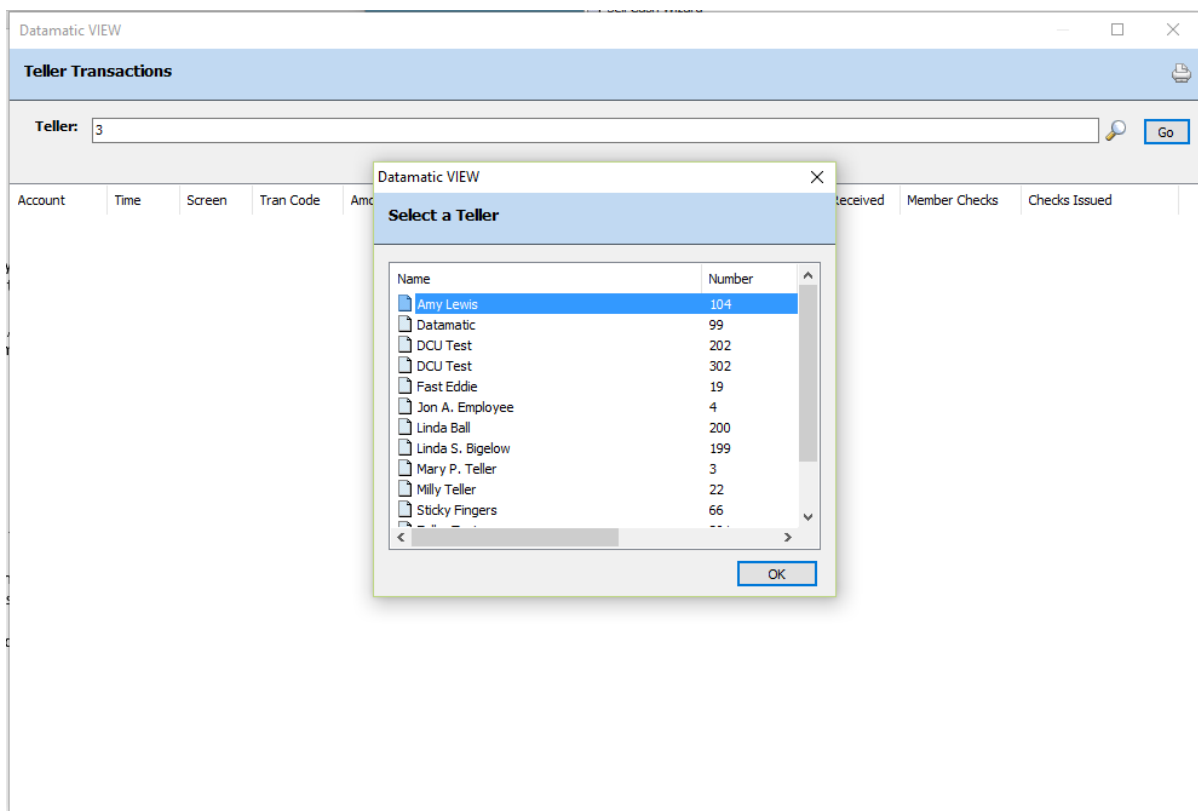 Datamatic VIEW
Teller Transactions
Teller: 3 Go
Datamatic VIEW
Select a Teller
Account Time Screen Tran Code Received Member Checks Checks Issued
Name Number
Amy Lewis 104
Datamatic 99
DCU Test 202
DCU Test 302
Fast Eddie 19
Jon A. Employee 4
Linda Ball 200
Linda S. Bigelow 199
Mary P. Teller 3
Milly Teller 22
Sticky Fingers 66
OK